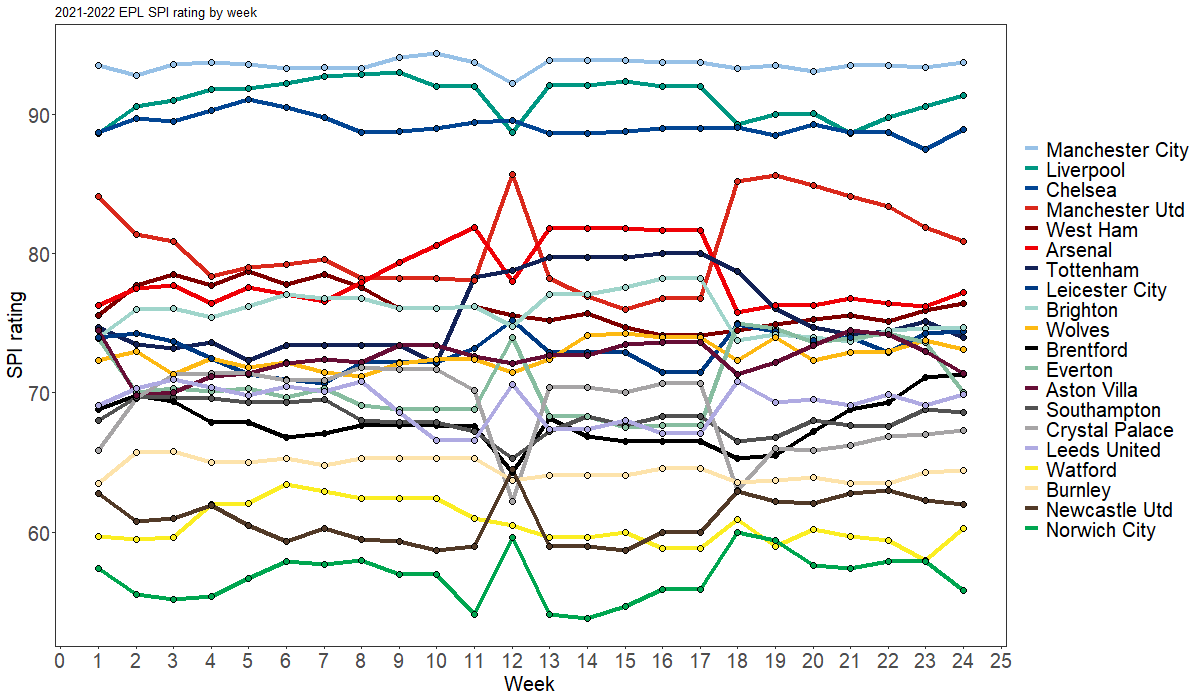 2021-2022 EPL SPI rating by week
SPI rating
90
80
70
60
0 1 2 3 4 5 6 7 8 9 10 11 12 13 14 15 16 17 18 19 20 21 22 23 24 25
Week
Manchester City
Liverpool
Chelsea
Manchester Utd
West Ham
Arsenal
Tottenham
Leicester City
Brighton
Wolves
Brentford
Everton
Aston Villa
Southampton
Crystal Palace
Leeds United
Watford
Burnley
Newcastle Utd
Norwich City